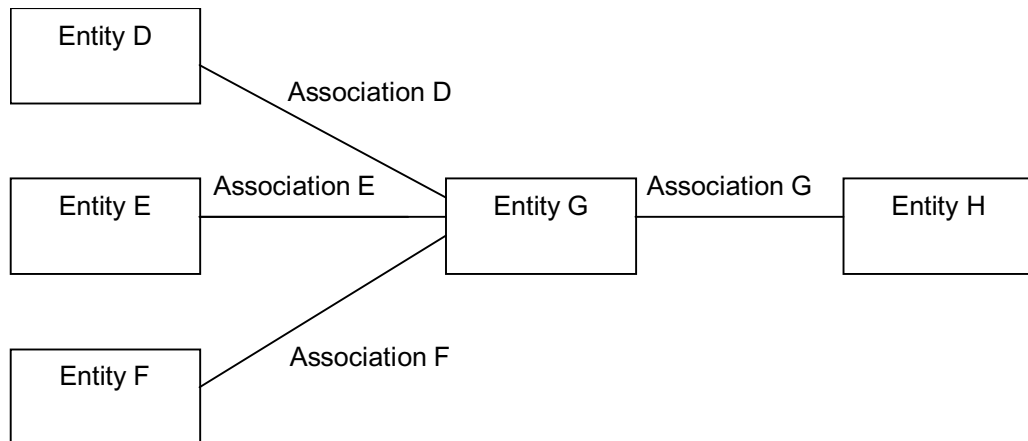 Entity D
Association D
Association E
Association G
Entity E
Entity G
Entity H
Association F
Entity F